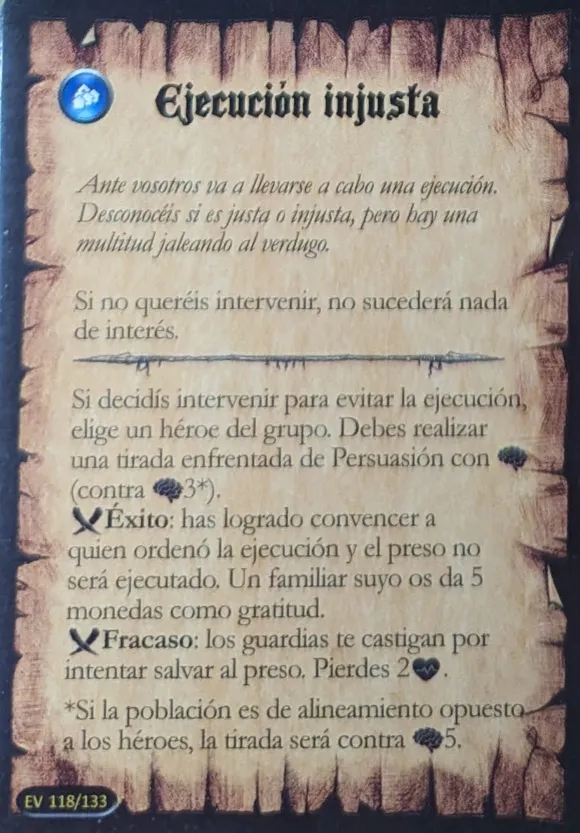 Ejecución injusta
Ante vosotros va a llevarse a cabo una ejecución.
Desconocéis si es justa o injusta, pero hay una
multitud jaleando al verdugo.
Si no queréis intervenir, no sucederá nada
de interés.
Si decidís intervenir para evitar la ejecución,
elige un héroe del grupo. Debes realizar
una tirada enfrentada de Persuasión con
(contra 3*).
Éxito: has logrado convencer a
quien ordenó la ejecución y el preso no
será ejecutado. Un familiar suyo os da 5
monedas como gratitud.
Fracaso: los guardias te castigan por
intentar salvar al preso. Pierdes 2 .
*Si la población es de alineamiento opuesto
a los héroes, la tirada será contra 5.
EV 118/133